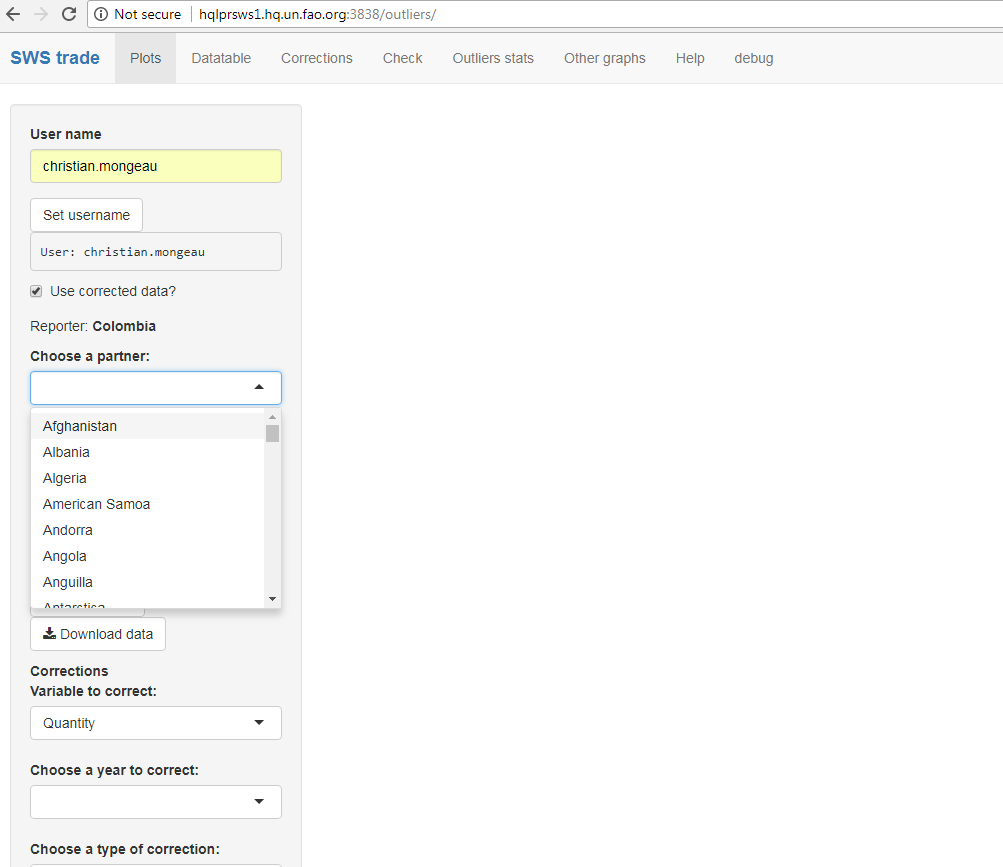 Not secure hqlprsws1.hq.un.fao.org:3838/outliers/
SWS trade Plots Datatable Corrections Check Outliers stats Other graphs Help debug
User name
christian.mongeau
Set username
User: christian.mongeau
Use corrected data?
Reporter: Colombia
Choose a partner:
Afghanistan
Albania
Algeria
American Samoa
Andorra
Angola
Anguilla
Antarctica
Download data
Corrections
Variable to correct:
Quantity
Choose a year to correct:
Choose a type of correction: